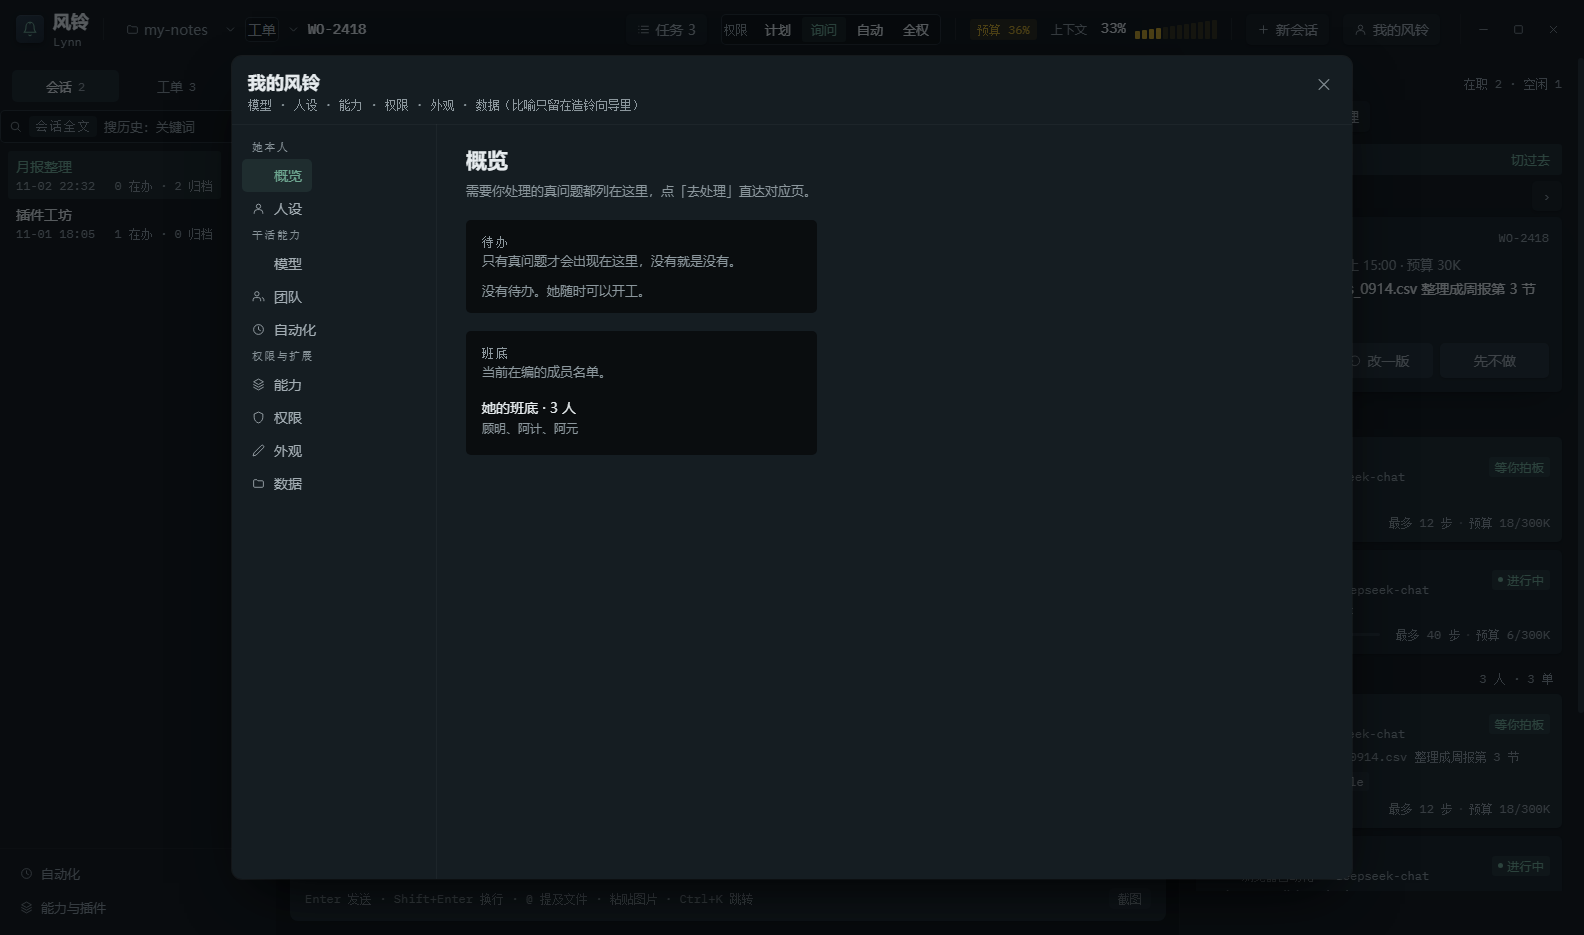 风铃
Lynn
my-notes
工单
WO-2418
任务 3
权限 计划 询问 自动 全权
预算 36%
上下文 33%
+ 新会话
我的风铃
会话 2
工单 3
会话全文 搜历史: 关键词
月报整理
11-02 22:32 0 在办 · 2 归档
插件工坊
11-01 18:05 1 在办 · 0 归档
自动化
能力与插件
我的风铃
模型 · 人设 · 能力 · 权限 · 外观 · 数据（比喻只留在造铃向导里）
她本人
概览
人设
干活能力
模型
团队
自动化
权限与扩展
能力
权限
外观
数据
概览
需要你处理的真问题都列在这里，点「去处理」直达对应页。
待办
只有真问题才会出现在这里，没有就是没有。
没有待办。她随时可以开工。
班底
当前在编的成员名单。
她的班底 · 3 人
顾明、阿计、阿元
在职 2 · 空闲 1
理
切过去
›
WO-2418
15:00 · 预算 30K
_0914.csv 整理成周报第 3 节
改一版
先不做
等你拍板
eek-chat
最多 12 步 · 预算 18/300K
进行中
epseek-chat
最多 40 步 · 预算 6/300K
3 人 · 3 单
等你拍板
eek-chat
0914.csv 整理成周报第 3 节
le
最多 12 步 · 预算 18/300K
进行中
deepseek-chat
Enter 发送 · Shift+Enter 换行 · @ 提及文件 · 粘贴图片 · Ctrl+K 跳转
截图